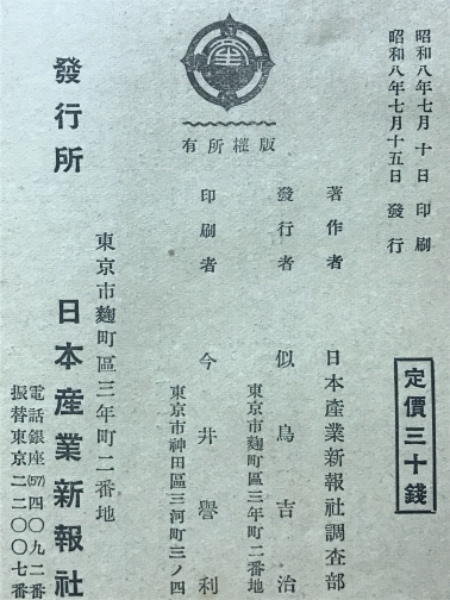 昭和八年七月十日印刷
昭和八年七月十五日發行
定價三十錢
著作者 日本産業新報社調査部
發行者 似鳥吉治
東京市麴町區三年町二番地
印刷者 今井譽利
東京市神田區三河町三ノ四
版權所有
東京市麴町區三年町二番地
發行所 日本産業新報社
電話銀座(57)四〇九二番
振替東京二二〇〇七番